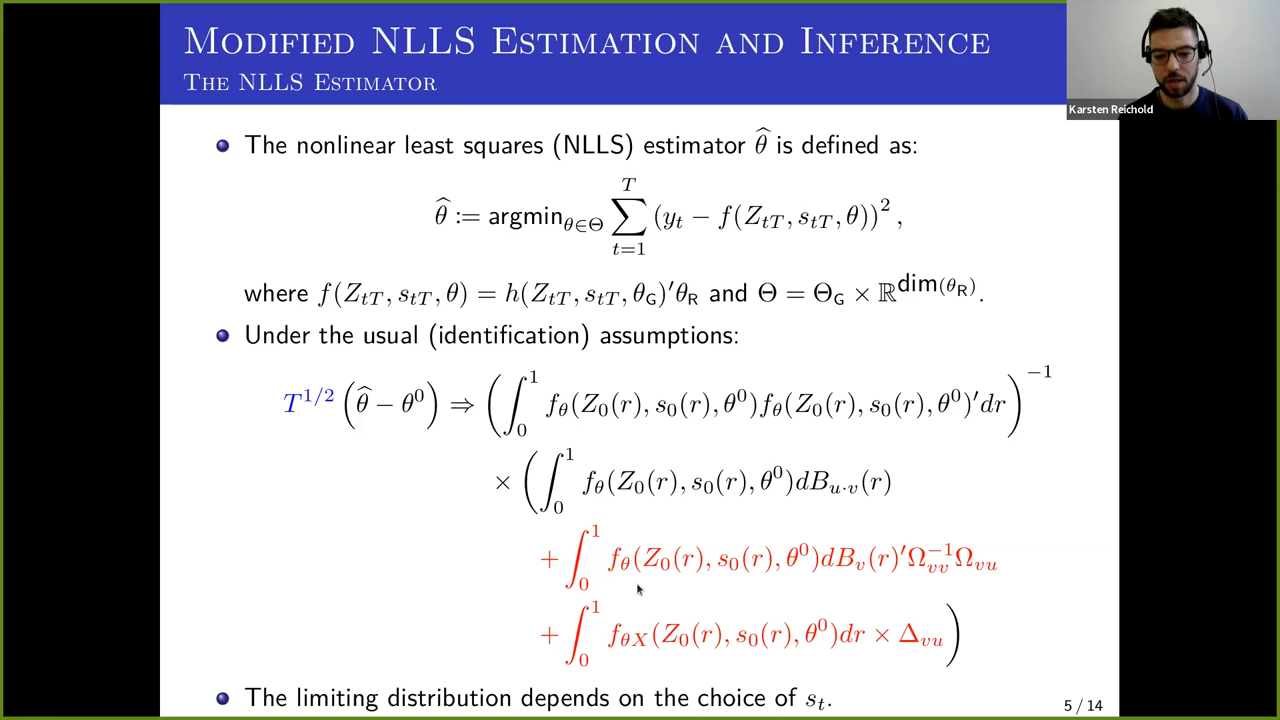 MODIFIED NLLS ESTIMATION AND INFERENCE
THE NLLS ESTIMATOR
Karsten Reichold
The nonlinear least squares (NLLS) estimator θ̂ is defined as:
θ̂ := argmin_{θ∈Θ} ∑_{t=1}^{T} (y_t − f(Z_{tT}, s_{tT}, θ))²,
where f(Z_{tT}, s_{tT}, θ) = h(Z_{tT}, s_{tT}, θ_G)′θ_R and Θ = Θ_G × ℝ^{dim(θ_R)}.
Under the usual (identification) assumptions:
T^{1/2} (θ̂ − θ⁰) ⇒ (∫_0^1 f_θ(Z_0(r), s_0(r), θ⁰) f_θ(Z_0(r), s_0(r), θ⁰)′dr)^{−1}
× (∫_0^1 f_θ(Z_0(r), s_0(r), θ⁰)dB_{u·v}(r)
+ ∫_0^1 f_θ(Z_0(r), s_0(r), θ⁰)dB_v(r)′Ω_{vv}^{−1}Ω_{vu}
+ ∫_0^1 f_{θX}(Z_0(r), s_0(r), θ⁰)dr × Δ_{vu})
The limiting distribution depends on the choice of s_t.
5 / 14